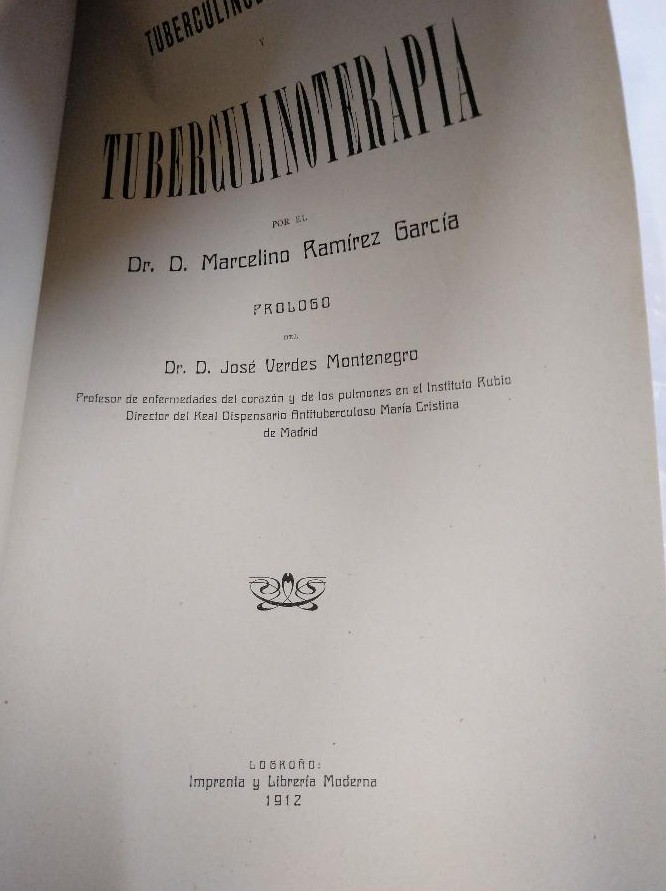 Y
TUBERCULINOTERAPIA
POR EL
Dr. D. Marcelino Ramírez García
PROLOGO
DEL
Dr. D. José Verdes Montenegro
Profesor de enfermedades del corazón y de los pulmones en el Instituto Rubio
Director del Real Dispensario Antituberculoso María Cristina
de Madrid
LOGROÑO:
Imprenta y Librería Moderna
1912